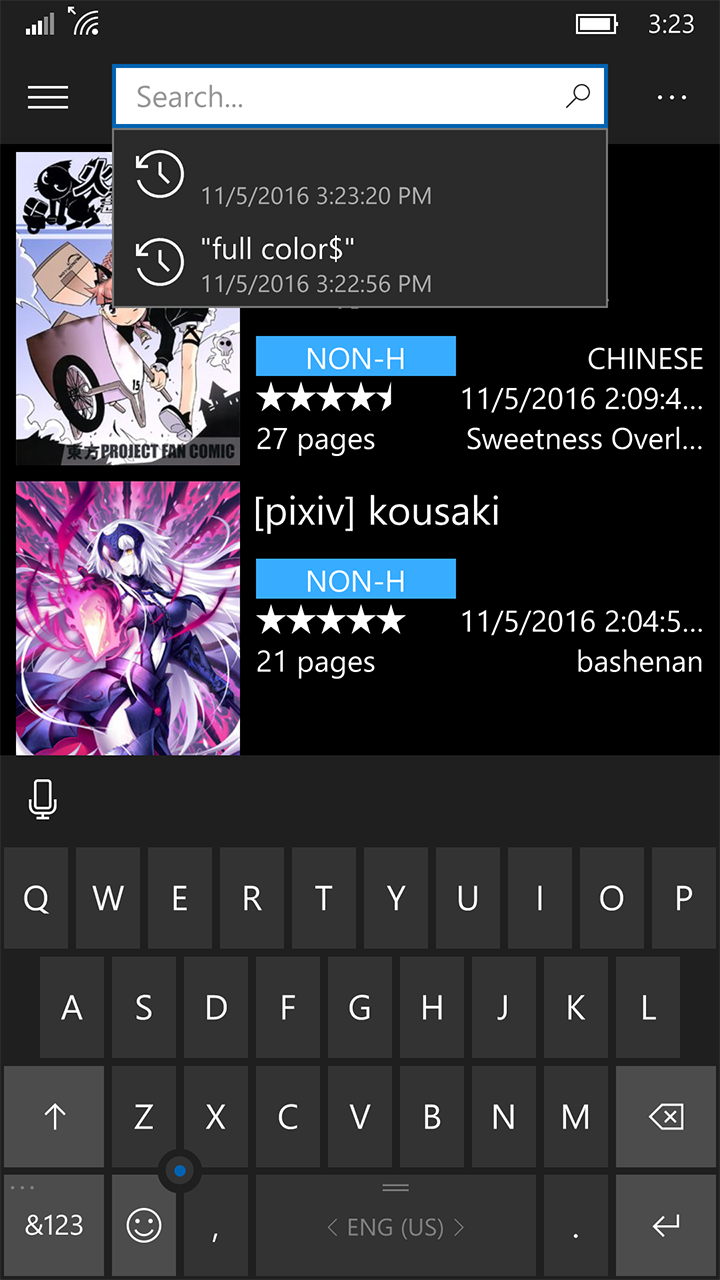 3:23
Search...
11/5/2016 3:23:20 PM
"full color$"
11/5/2016 3:22:56 PM
火
15
東方PROJECT FAN COMIC
NON-H
CHINESE
11/5/2016 2:09:4...
27 pages
Sweetness Overl...
[pixiv] kousaki
NON-H
11/5/2016 2:04:5...
21 pages
bashenan
Q W E R T Y U I O P
A S D F G H J K L
Z X C V B N M
&123 , ENG (US) .